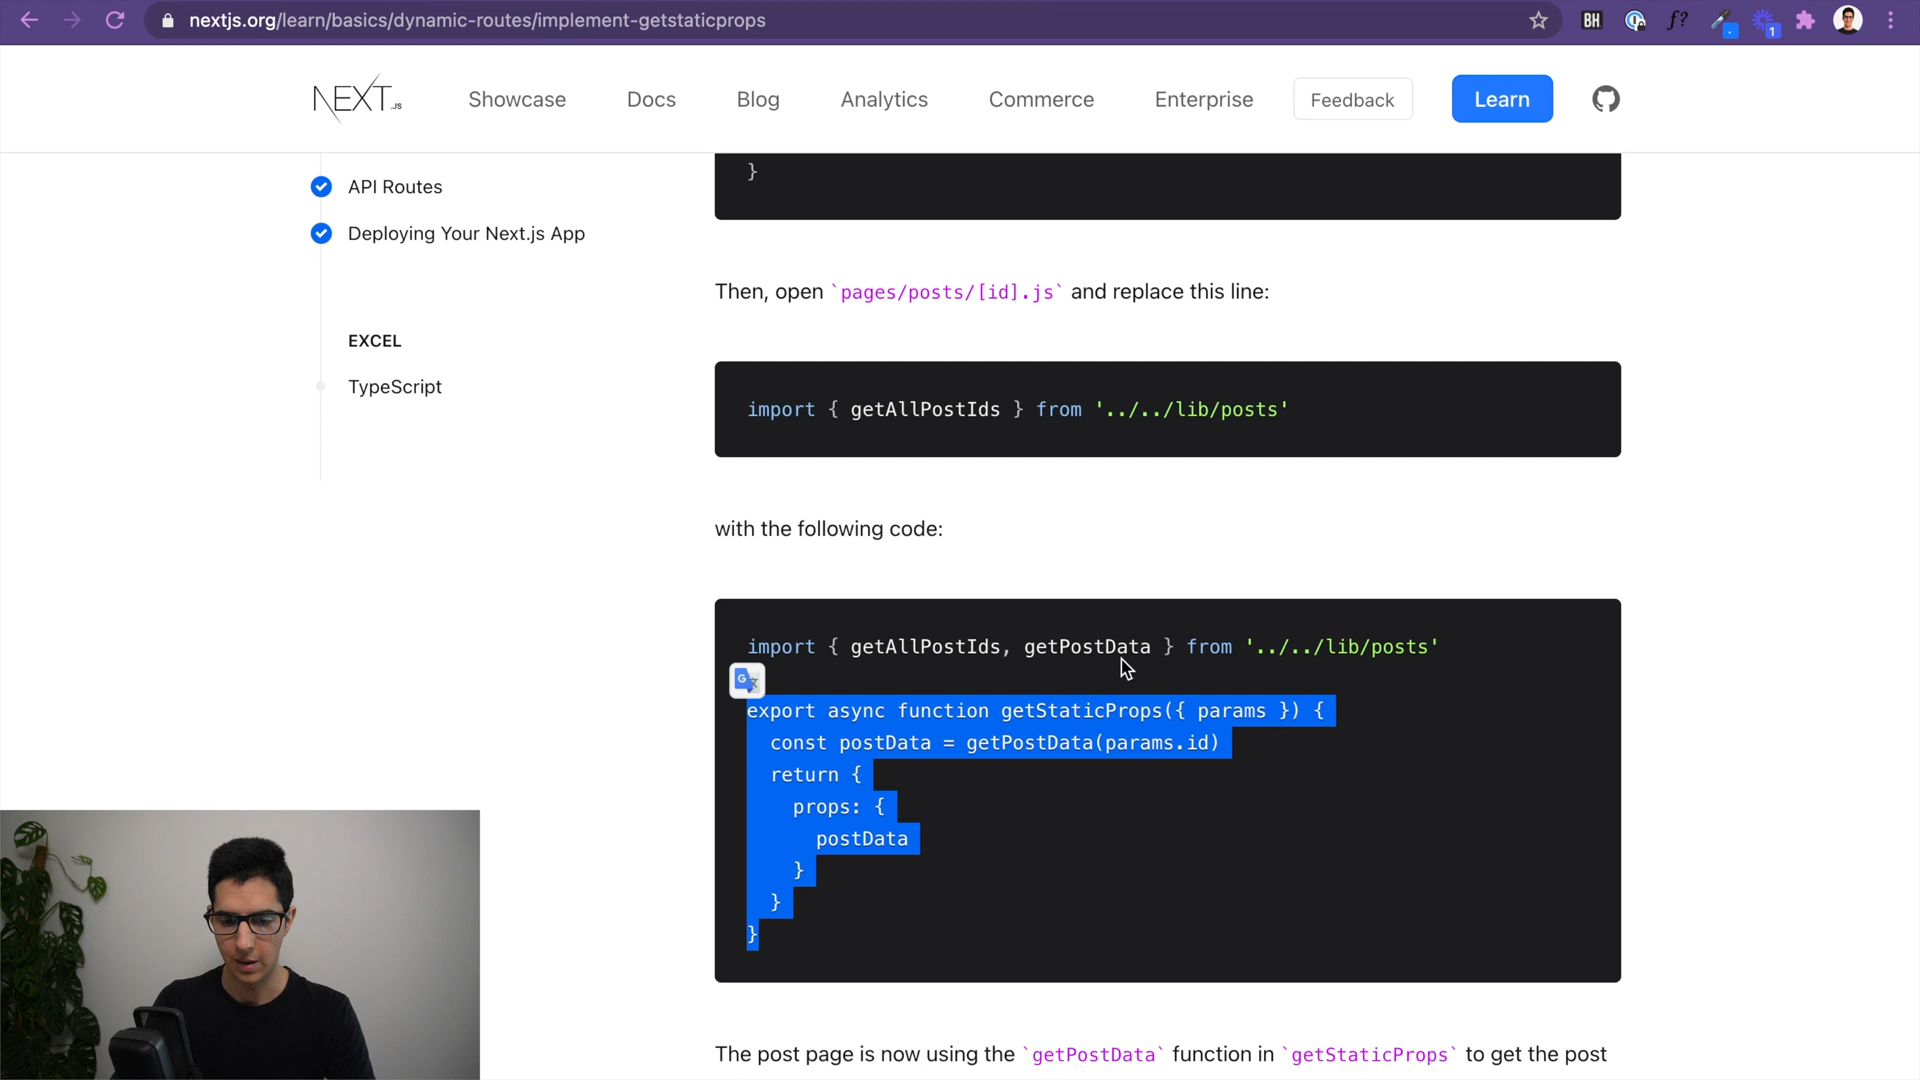 nextjs.org/learn/basics/dynamic-routes/implement-getstaticprops
BH
f?
1
NEXT.JS
Showcase
Docs
Blog
Analytics
Commerce
Enterprise
Feedback
Learn
API Routes
Deploying Your Next.js App
EXCEL
TypeScript
}
Then, open `pages/posts/[id].js` and replace this line:
import { getAllPostIds } from '../../lib/posts'
with the following code:
import { getAllPostIds, getPostData } from '../../lib/posts'
export async function getStaticProps({ params }) {
const postData = getPostData(params.id)
return {
props: {
postData
}
}
}
The post page is now using the `getPostData` function in `getStaticProps` to get the post